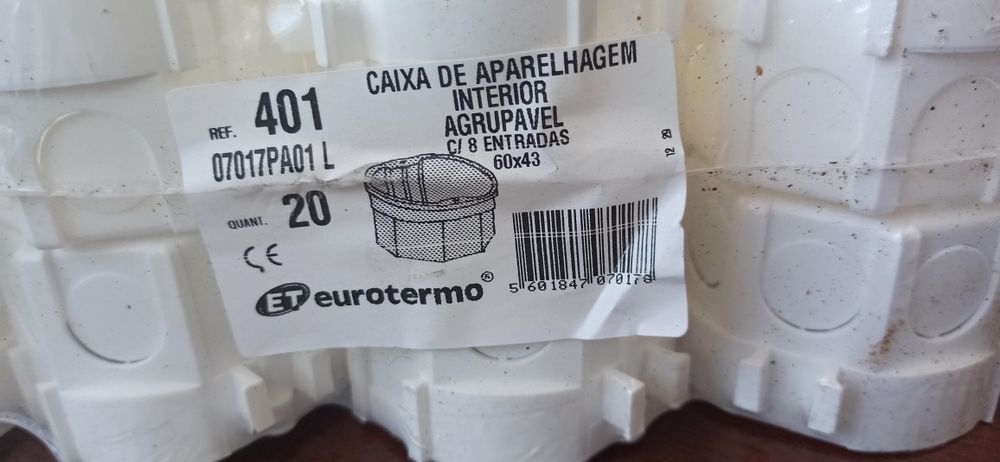 CAIXA DE APARELHAGEM
INTERIOR
AGRUPAVEL
C/ 8 ENTRADAS
60x43
REF. 401
07017PA01 L
QUANT. 20
CE
ET eurotermo®
5 601847 070178
12 89